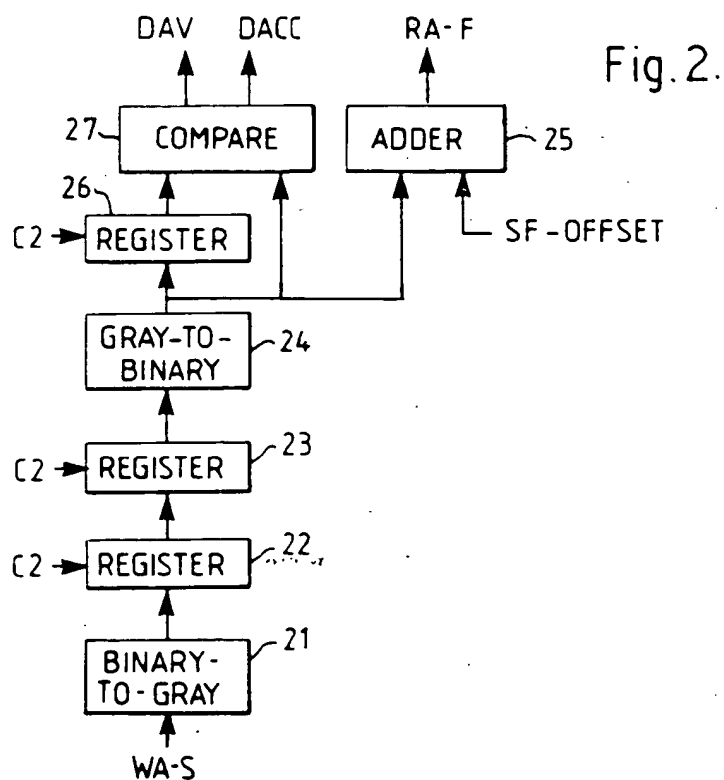 DAV DACC RA-F
Fig. 2.
27 COMPARE ADDER 25
26
C2 REGISTER SF-OFFSET
GRAY-TO-
BINARY 24
C2 REGISTER 23
C2 REGISTER 22
BINARY-
TO-GRAY 21
WA-S